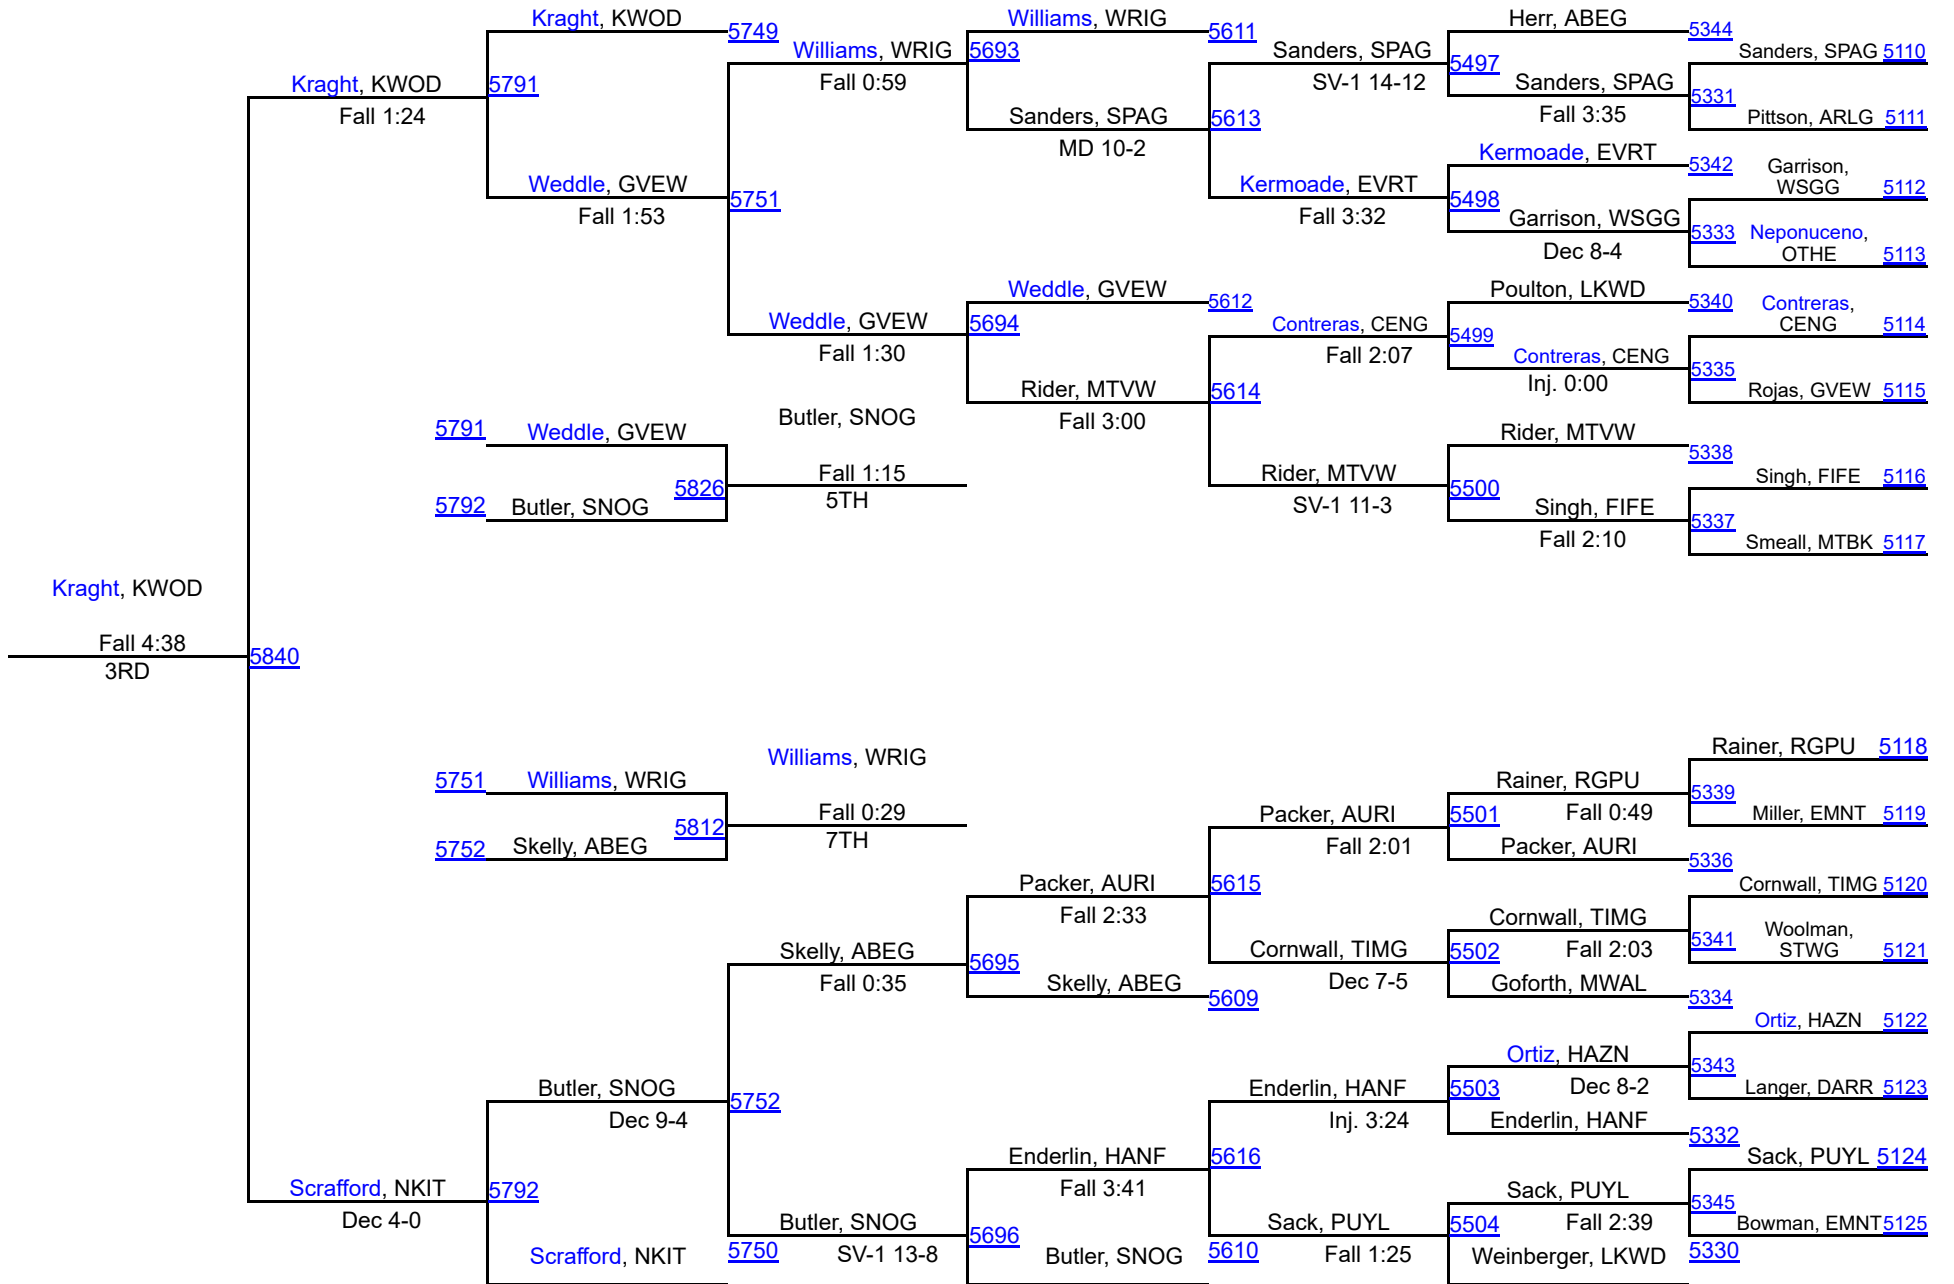 Kraght, KWOD
5749
Williams, WRIG
5611
Herr, ABEG
5344
Williams, WRIG
5693
Sanders, SPAG
5497
Sanders, SPAG 5110
Kraght, KWOD
5791
Fall 0:59
SV-1 14-12
Sanders, SPAG
5331
Fall 1:24
Sanders, SPAG
5613
Fall 3:35
Pittson, ARLG 5111
MD 10-2
Kermoade, EVRT
5342
Garrison,
WSGG
5112
Weddle, GVEW
5751
Kermoade, EVRT
5498
Fall 1:53
Fall 3:32
Garrison, WSGG
5333
Neponuceno,
OTHE
5113
Dec 8-4
Weddle, GVEW
5612
Poulton, LKWD
5340
Contreras,
CENG
5114
Weddle, GVEW
5694
Contreras, CENG
5499
Fall 1:30
Fall 2:07
Contreras, CENG
5335
Inj. 0:00
Rider, MTVW
5614
Rojas, GVEW 5115
Butler, SNOG
Fall 3:00
5791
Weddle, GVEW
Rider, MTVW
5338
Fall 1:15
Rider, MTVW
5500
Singh, FIFE 5116
5826
5TH
SV-1 11-3
5792
Butler, SNOG
Singh, FIFE
5337
Fall 2:10
Smeall, MTBK 5117
Kraght, KWOD
Fall 4:38
5840
3RD
Williams, WRIG
Rainer, RGPU 5118
5751
Williams, WRIG
Rainer, RGPU
5339
Fall 0:29
Packer, AURI
5501
Fall 0:49
Miller, EMNT 5119
5812
7TH
Fall 2:01
5752
Skelly, ABEG
Packer, AURI
5336
Packer, AURI
5615
Cornwall, TIMG 5120
Fall 2:33
Cornwall, TIMG
5341
Woolman,
STWG
5121
Skelly, ABEG
5695
Cornwall, TIMG
5502
Fall 2:03
Fall 0:35
Skelly, ABEG
5609
Dec 7-5
Goforth, MWAL
5334
Ortiz, HAZN 5122
Butler, SNOG
5752
Enderlin, HANF
5503
Ortiz, HAZN
5343
Dec 8-2
Langer, DARR 5123
Dec 9-4
Inj. 3:24
Enderlin, HANF
5332
Enderlin, HANF
5616
Sack, PUYL 5124
Scrafford, NKIT
5792
Fall 3:41
Sack, PUYL
5345
Dec 4-0
Butler, SNOG
5696
Sack, PUYL
5504
Fall 2:39
Bowman, EMNT 5125
Scrafford, NKIT
5750
SV-1 13-8
Butler, SNOG
5610
Fall 1:25
Weinberger, LKWD
5330